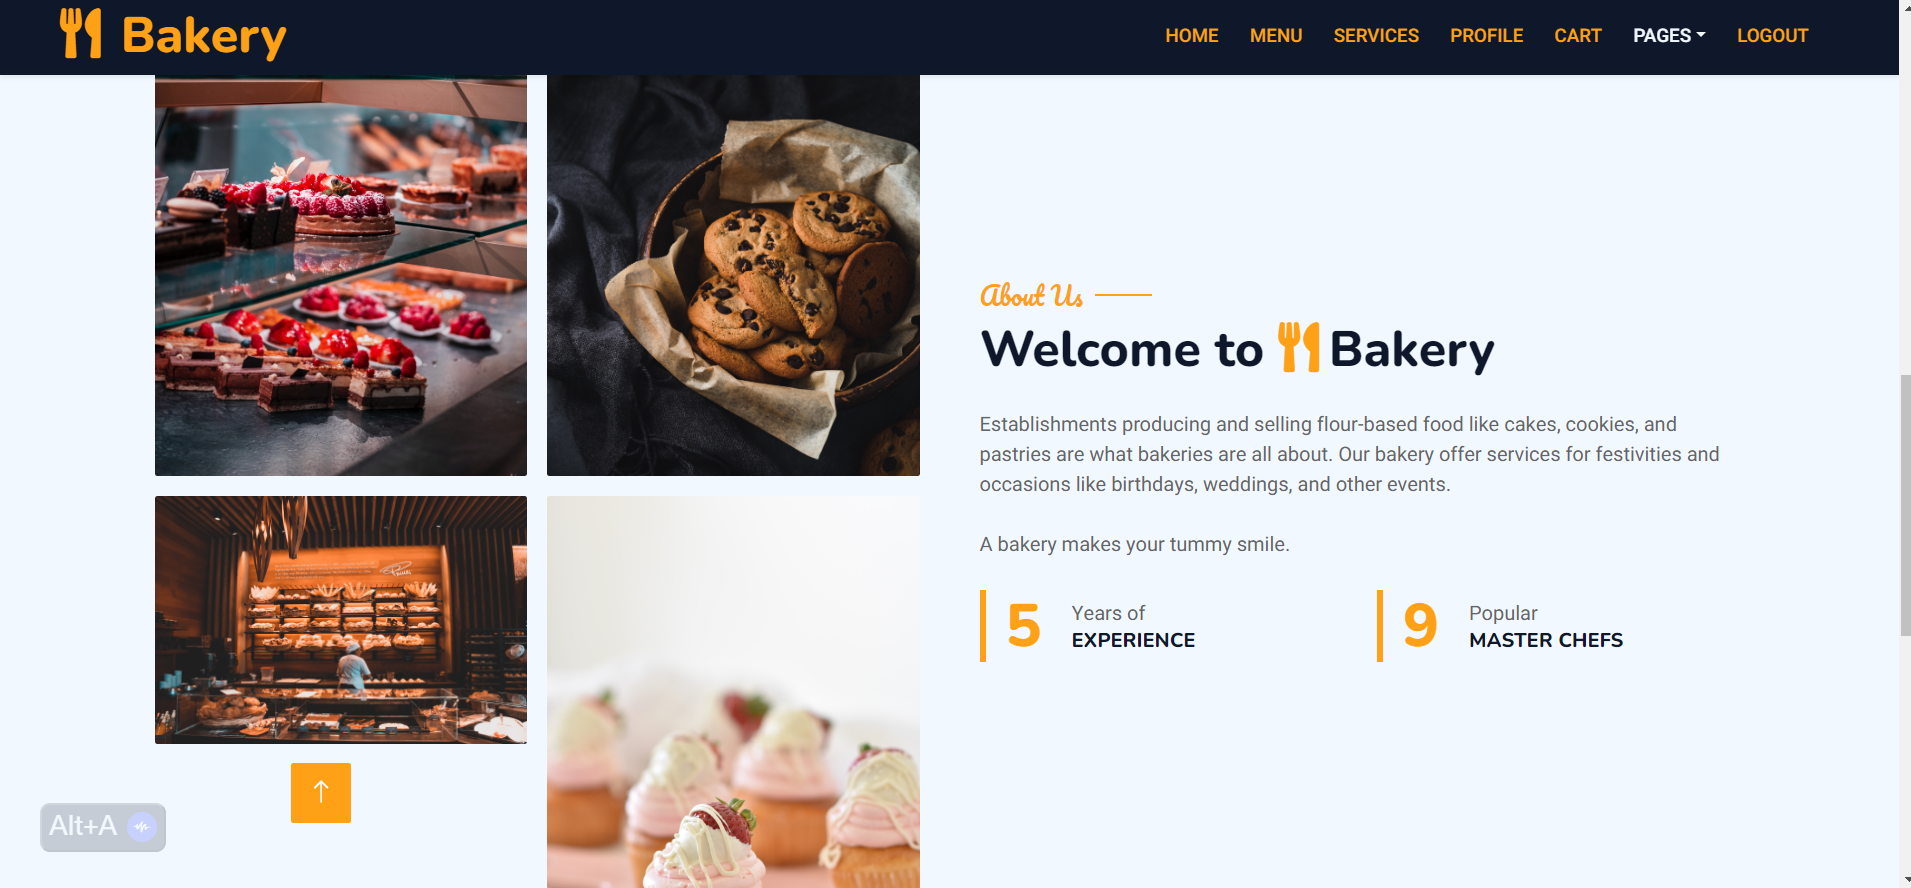 Bakery
HOME MENU SERVICES PROFILE CART PAGES LOGOUT
About Us
Welcome to Bakery
Establishments producing and selling flour-based food like cakes, cookies, and
pastries are what bakeries are all about. Our bakery offer services for festivities and
occasions like birthdays, weddings, and other events.
A bakery makes your tummy smile.
5 Years of
EXPERIENCE
9 Popular
MASTER CHEFS
Alt+A